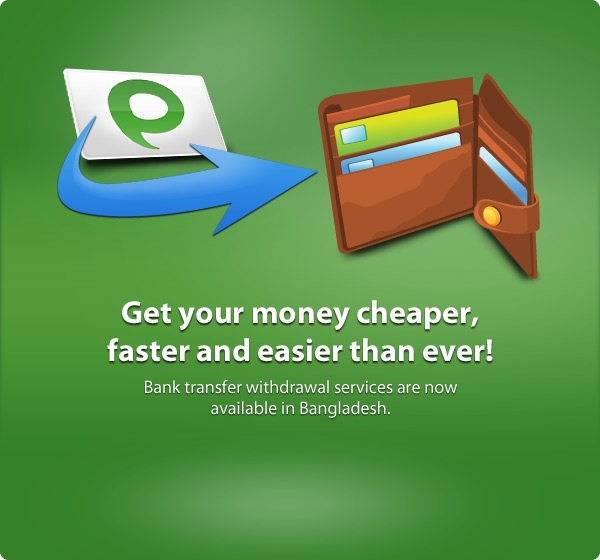 Get your money cheaper,
faster and easier than ever!
Bank transfer withdrawal services are now
available in Bangladesh.